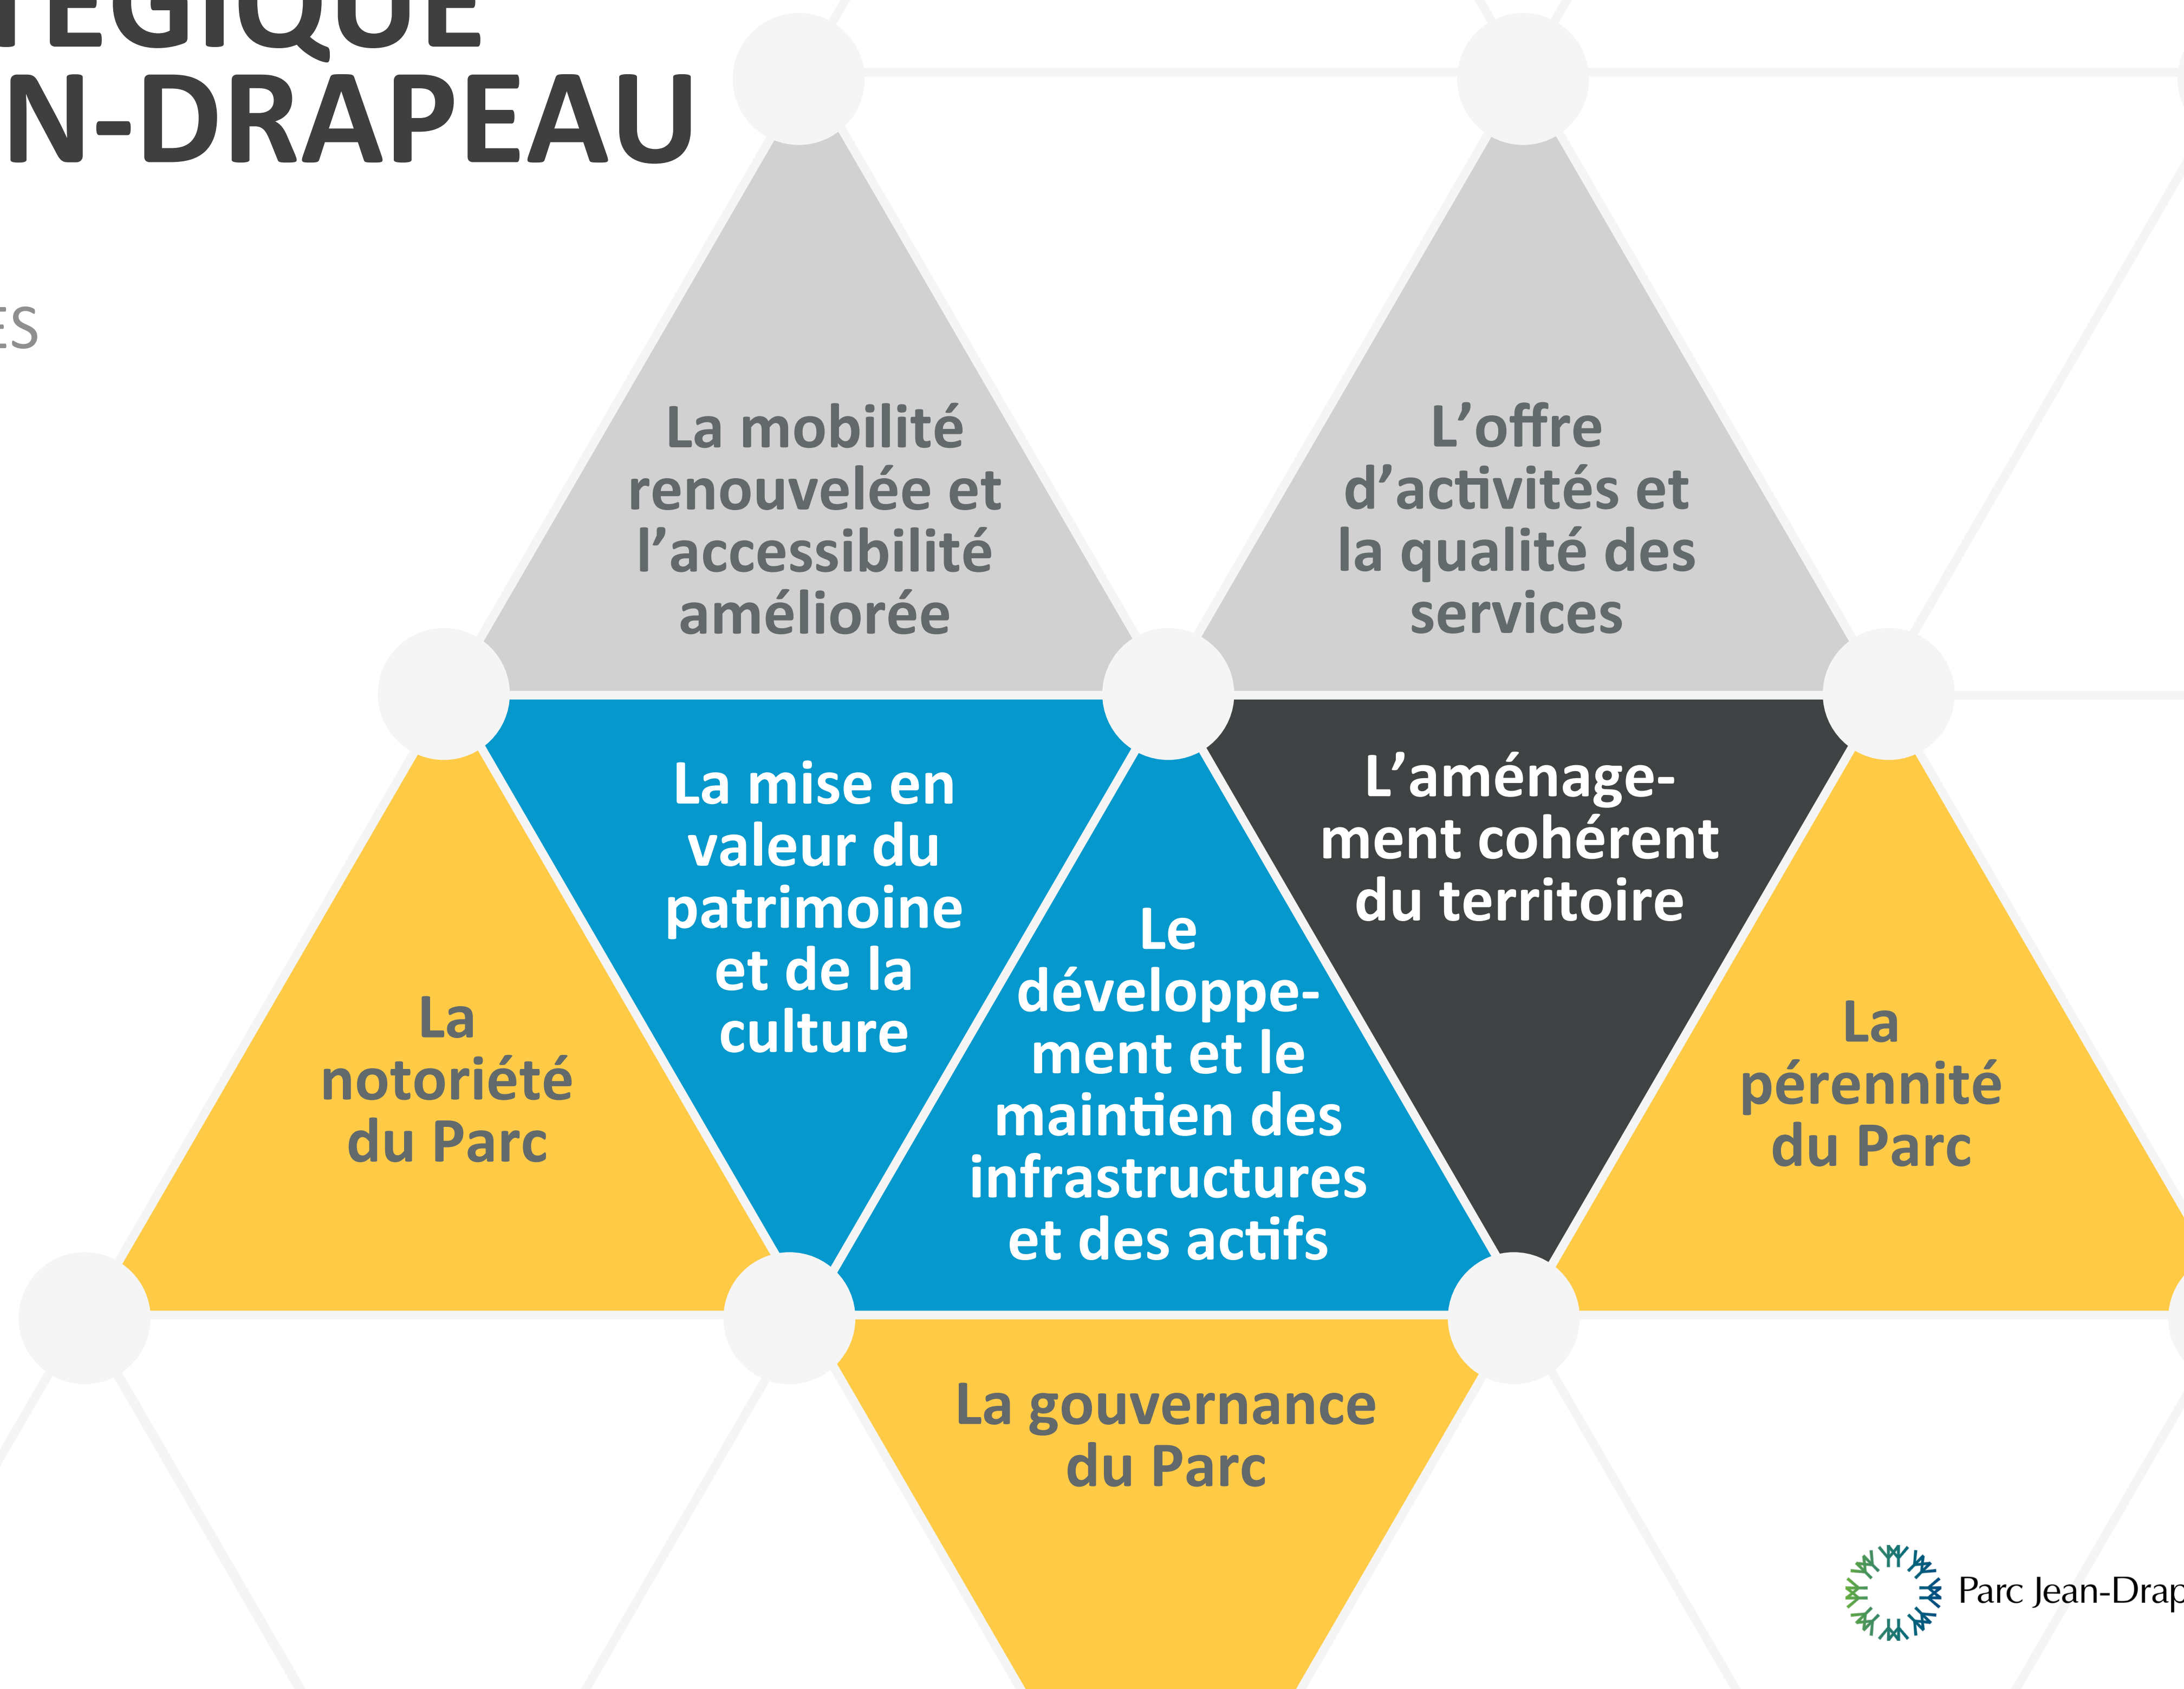 TÉGIQUE
N-DRAPEAU
ES
La mobilité
renouvelée et
l’accessibilité
améliorée
L’offre
d’activités et
la qualité des
services
La mise en
valeur du
patrimoine
et de la
culture
L’aménage-
ment cohérent
du territoire
Le
développe-
ment et le
maintien des
infrastructures
et des actifs
La
notoriété
du Parc
La
pérennité
du Parc
La gouvernance
du Parc
Parc Jean-Drap